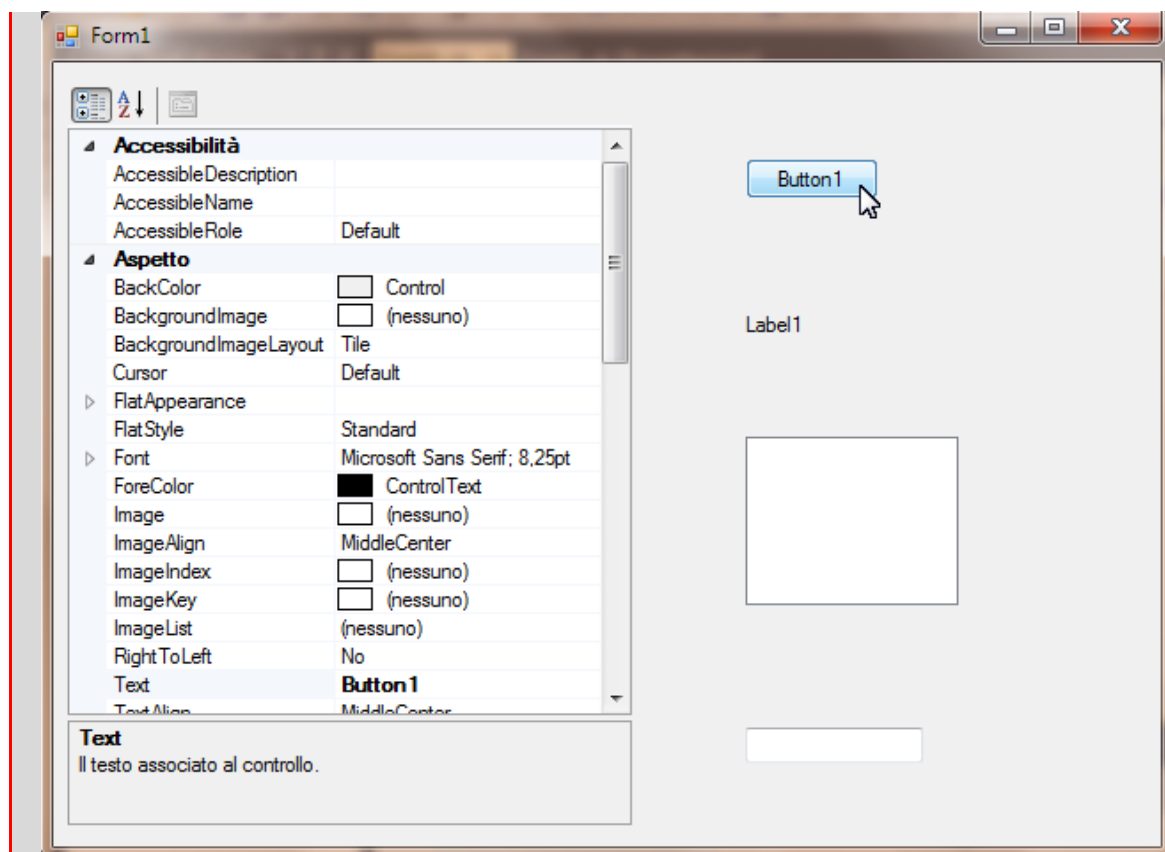 Form1
Accessibilità
AccessibleDescription
AccessibleName
AccessibleRole Default
Aspetto
BackColor Control
BackgroundImage (nessuno)
BackgroundImageLayout Tile
Cursor Default
FlatAppearance
FlatStyle Standard
Font Microsoft Sans Serif; 8,25pt
ForeColor ControlText
Image (nessuno)
ImageAlign MiddleCenter
ImageIndex (nessuno)
ImageKey (nessuno)
ImageList (nessuno)
RightToLeft No
Text Button1
TextAlign MiddleCenter
Text
Il testo associato al controllo.
Button1
Label1